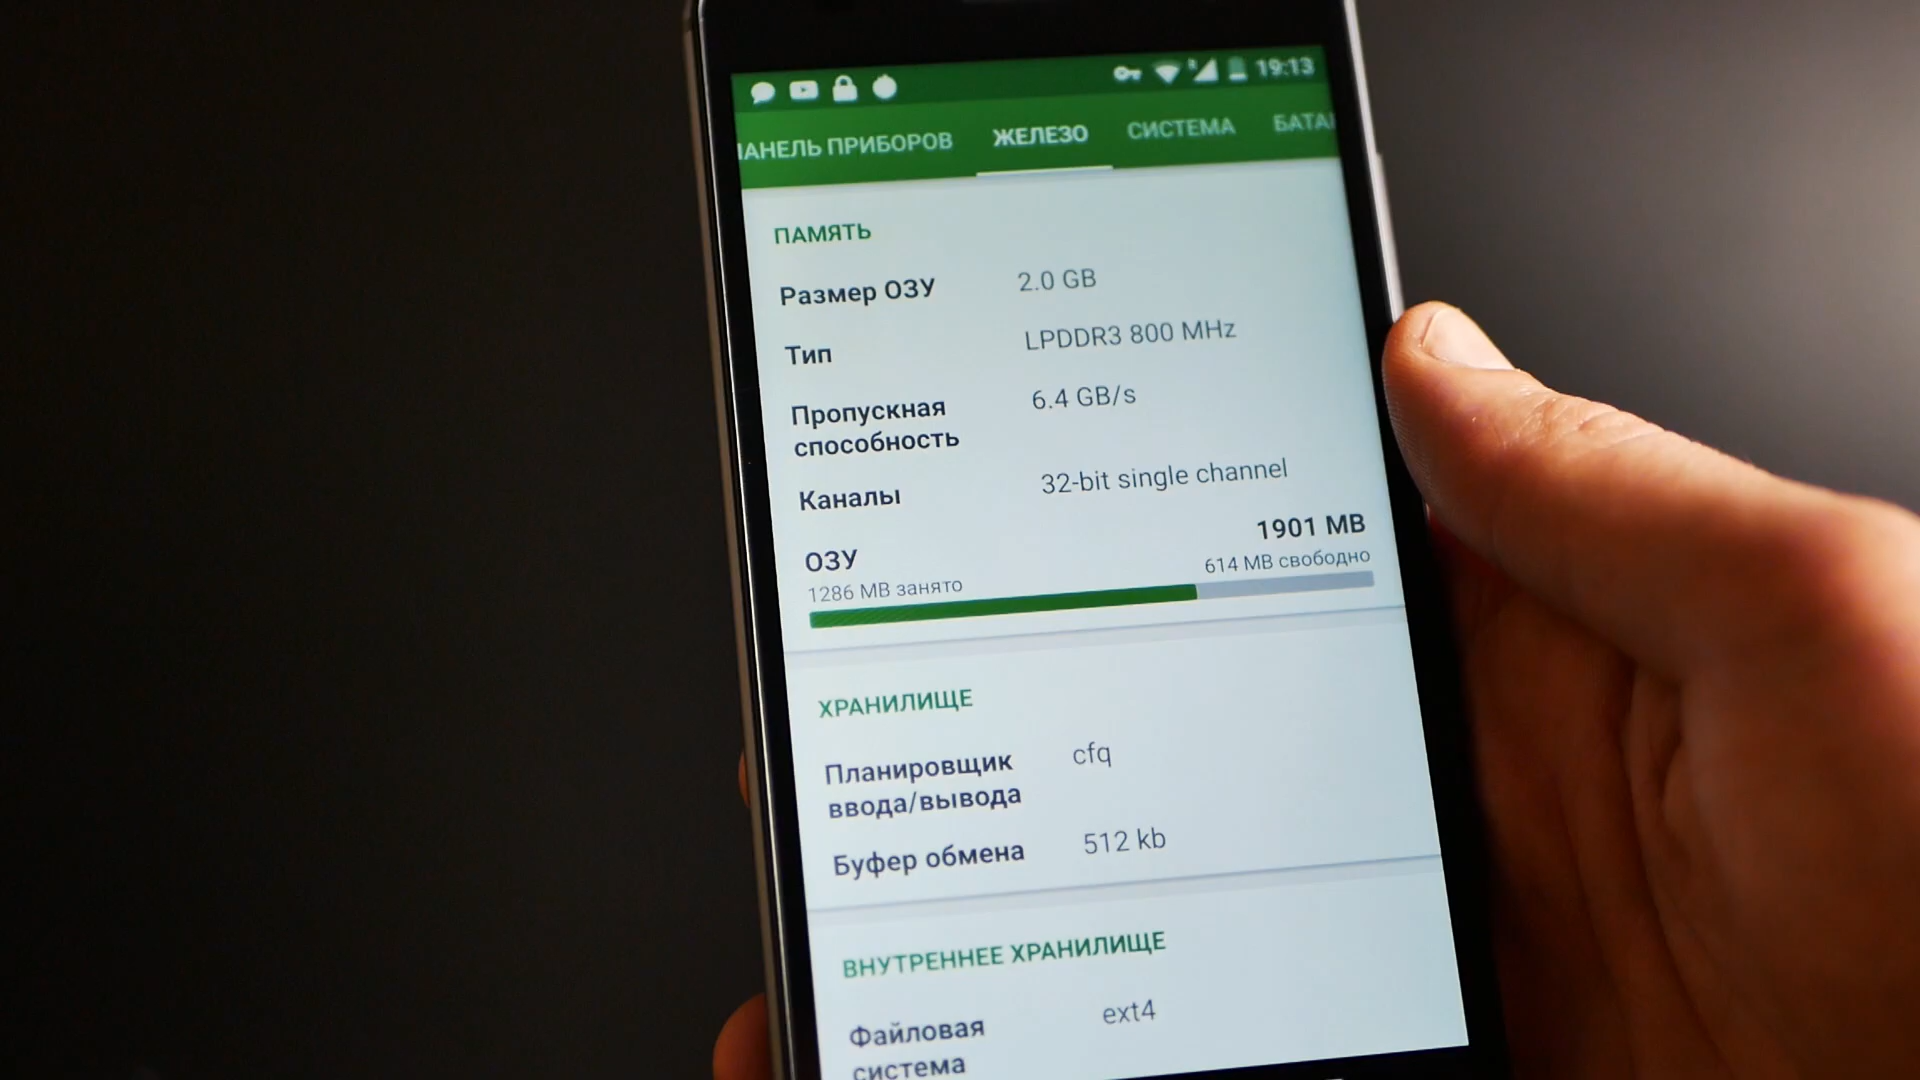 19:13
АНЕЛЬ ПРИБОРОВ ЖЕЛЕЗО СИСТЕМА БАТА
ПАМЯТЬ
Размер ОЗУ 2.0 GB
Тип LPDDR3 800 MHz
Пропускная способность 6.4 GB/s
Каналы 32-bit single channel
ОЗУ 1901 MB
1286 MB занято 614 MB свободно
ХРАНИЛИЩЕ
Планировщик ввода/вывода cfq
Буфер обмена 512 kb
ВНУТРЕННЕЕ ХРАНИЛИЩЕ
Файловая система ext4